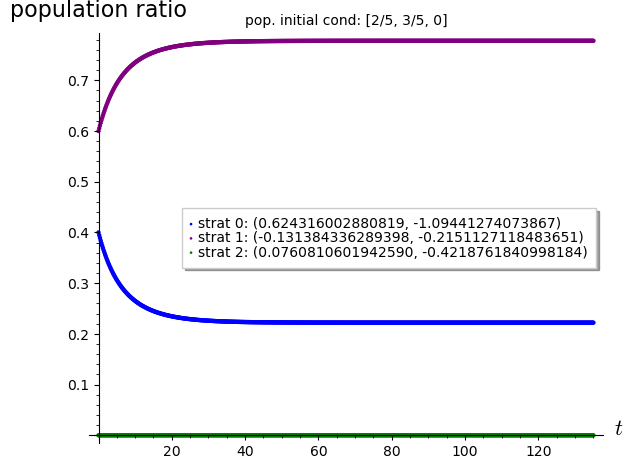 population ratio
pop. initial cond: [2/5, 3/5, 0]
0.7
0.6
0.5
0.4
0.3
0.2
0.1
strat 0: (0.624316002880819, -1.09441274073867)
strat 1: (-0.131384336289398, -0.2151127118483651)
strat 2: (0.0760810601942590, -0.4218761840998184)
20 40 60 80 100 120
t